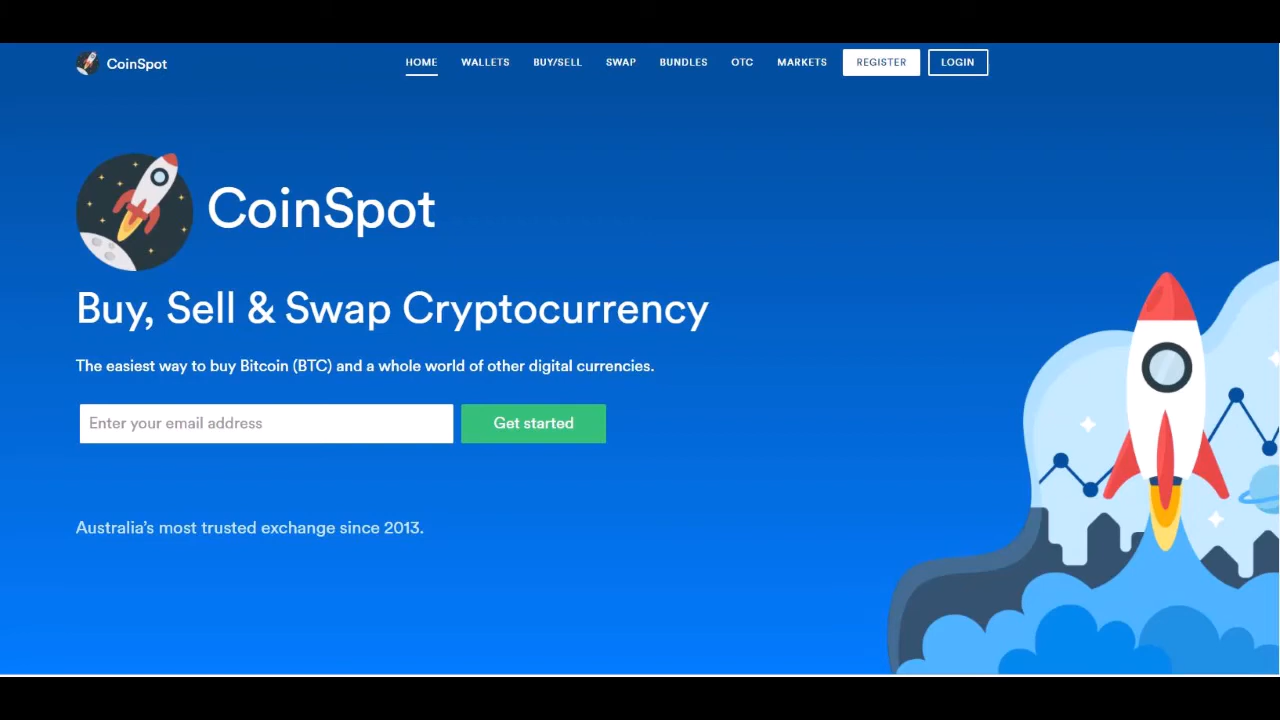 CoinSpot
HOME WALLETS BUY/SELL SWAP BUNDLES OTC MARKETS REGISTER LOGIN
CoinSpot
Buy, Sell & Swap Cryptocurrency
The easiest way to buy Bitcoin (BTC) and a whole world of other digital currencies.
Enter your email address
Get started
Australia's most trusted exchange since 2013.